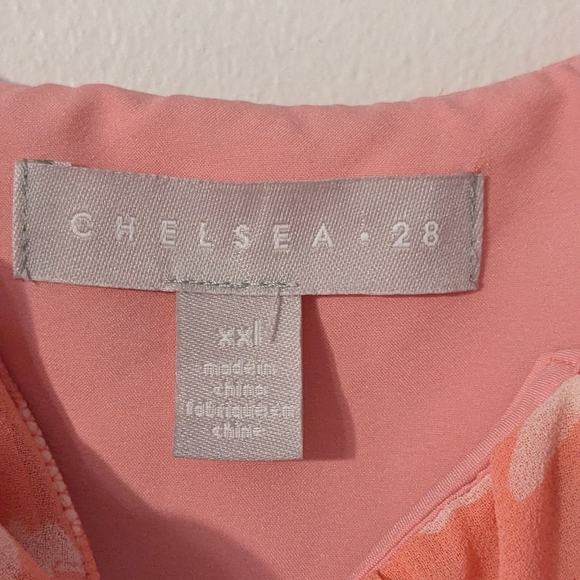 CHELSEA • 28
xxl
made in
china
fabriqué en
chine